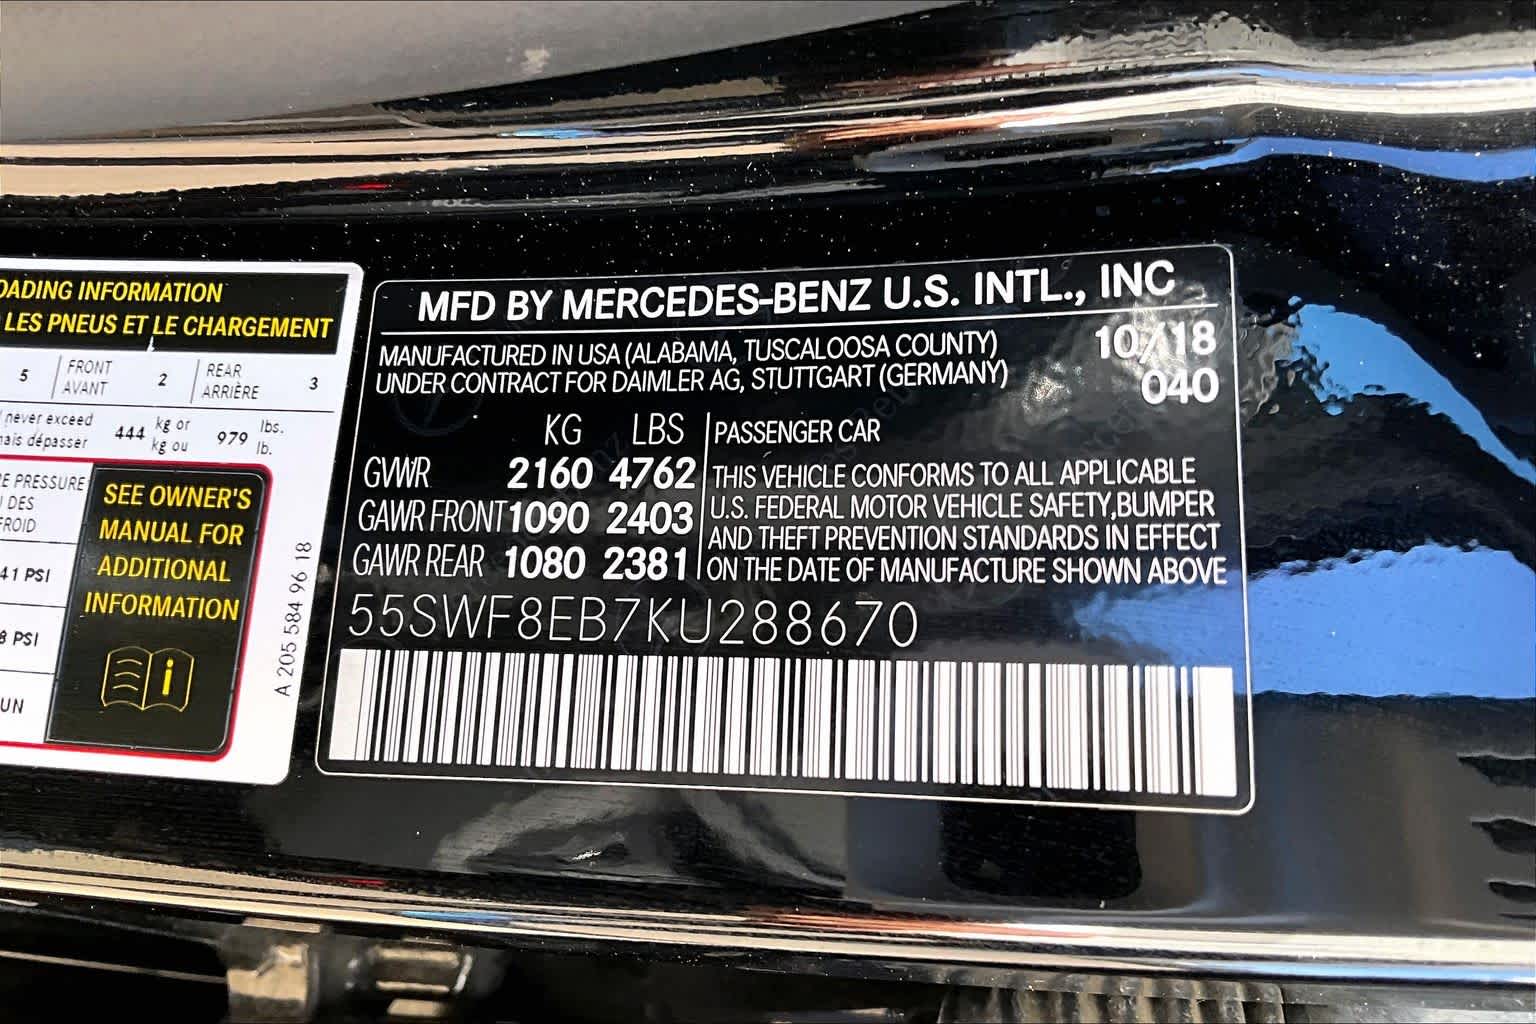 OADING INFORMATION
LES PNEUS ET LE CHARGEMENT
5 FRONT AVANT 2 REAR ARRIÈRE 3
never exceed 444 kg or 979 lbs.
mais dépasser kg ou lb.
E PRESSURE
DES
FROID
41 PSI
8 PSI
UN
SEE OWNER'S
MANUAL FOR
ADDITIONAL
INFORMATION
i
A 205 584 96 18
MFD BY MERCEDES-BENZ U.S. INTL., INC
MANUFACTURED IN USA (ALABAMA, TUSCALOOSA COUNTY) 10/18
UNDER CONTRACT FOR DAIMLER AG, STUTTGART (GERMANY) 040
KG LBS
GVWR 2160 4762
GAWR FRONT 1090 2403
GAWR REAR 1080 2381
PASSENGER CAR
THIS VEHICLE CONFORMS TO ALL APPLICABLE
U.S. FEDERAL MOTOR VEHICLE SAFETY,BUMPER
AND THEFT PREVENTION STANDARDS IN EFFECT
ON THE DATE OF MANUFACTURE SHOWN ABOVE
55SWF8EB7KU288670